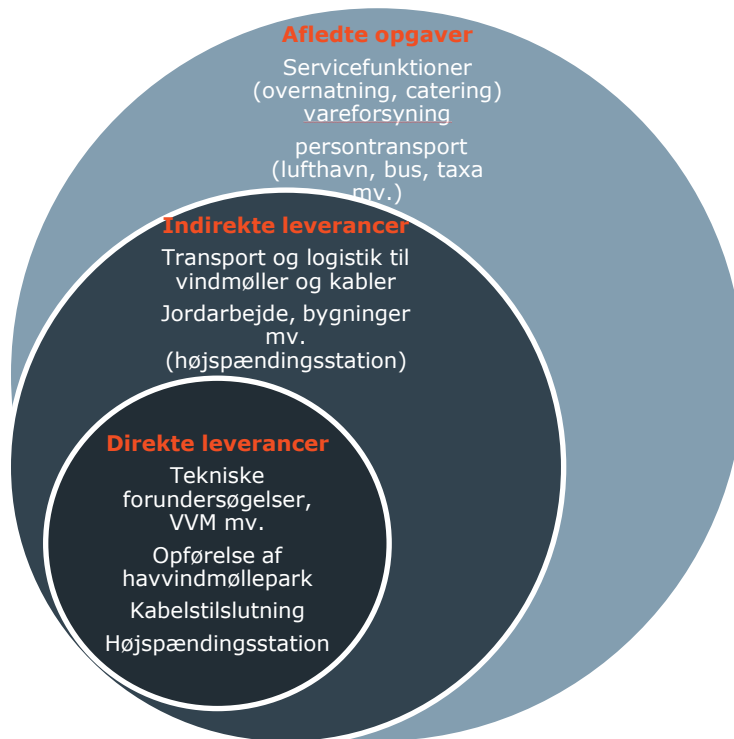 Afledte opgaver
Servicefunktioner
(overnatning, catering)
vareforsyning
persontransport
(lufthavn, bus, taxa
mv.)
Indirekte leverancer
Transport og logistik til
vindmøller og kabler
Jordarbejde, bygninger
mv.
(højspændingsstation)
Direkte leverancer
Tekniske
forundersøgelser,
VVM mv.
Opførelse af
havvindmøllepark
Kabelstilslutning
Højspændingsstation